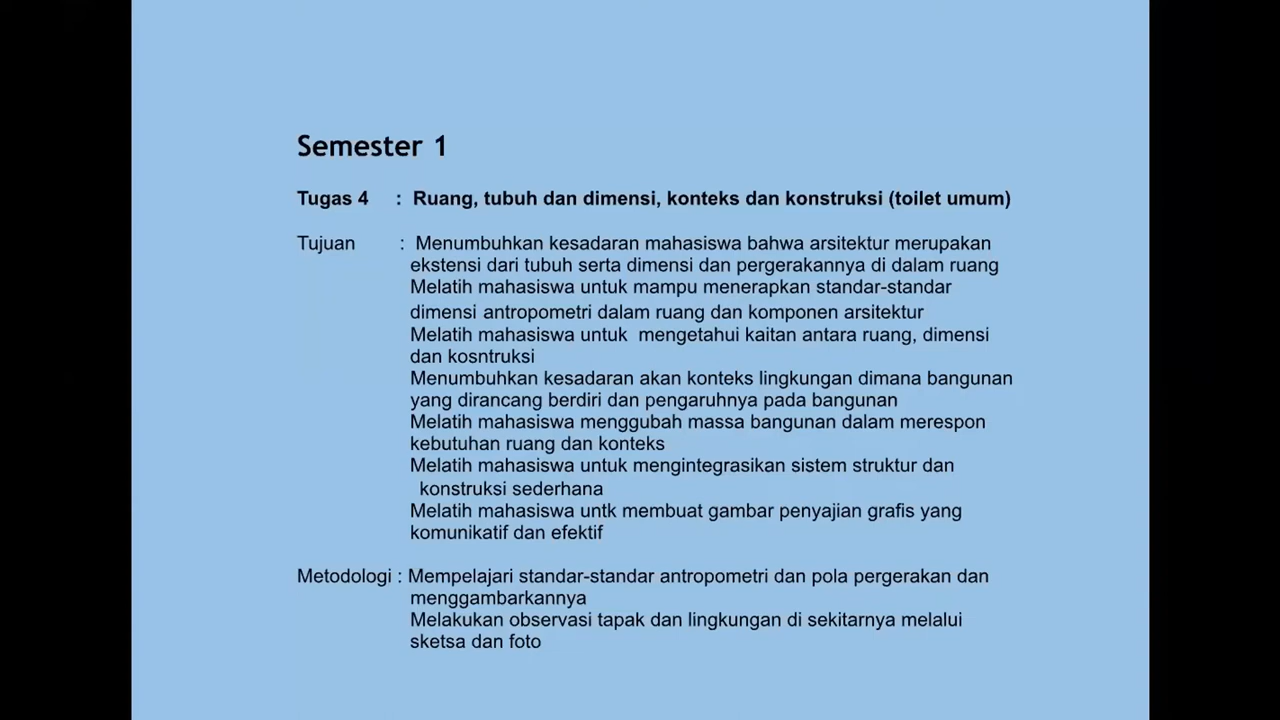 Semester 1
Tugas 4 : Ruang, tubuh dan dimensi, konteks dan konstruksi (toilet umum)
Tujuan : Menumbuhkan kesadaran mahasiswa bahwa arsitektur merupakan
ekstensi dari tubuh serta dimensi dan pergerakannya di dalam ruang
Melatih mahasiswa untuk mampu menerapkan standar-standar
dimensi antropometri dalam ruang dan komponen arsitektur
Melatih mahasiswa untuk mengetahui kaitan antara ruang, dimensi
dan kosntruksi
Menumbuhkan kesadaran akan konteks lingkungan dimana bangunan
yang dirancang berdiri dan pengaruhnya pada bangunan
Melatih mahasiswa menggubah massa bangunan dalam merespon
kebutuhan ruang dan konteks
Melatih mahasiswa untuk mengintegrasikan sistem struktur dan
konstruksi sederhana
Melatih mahasiswa untk membuat gambar penyajian grafis yang
komunikatif dan efektif
Metodologi : Mempelajari standar-standar antropometri dan pola pergerakan dan
menggambarkannya
Melakukan observasi tapak dan lingkungan di sekitarnya melalui
sketsa dan foto